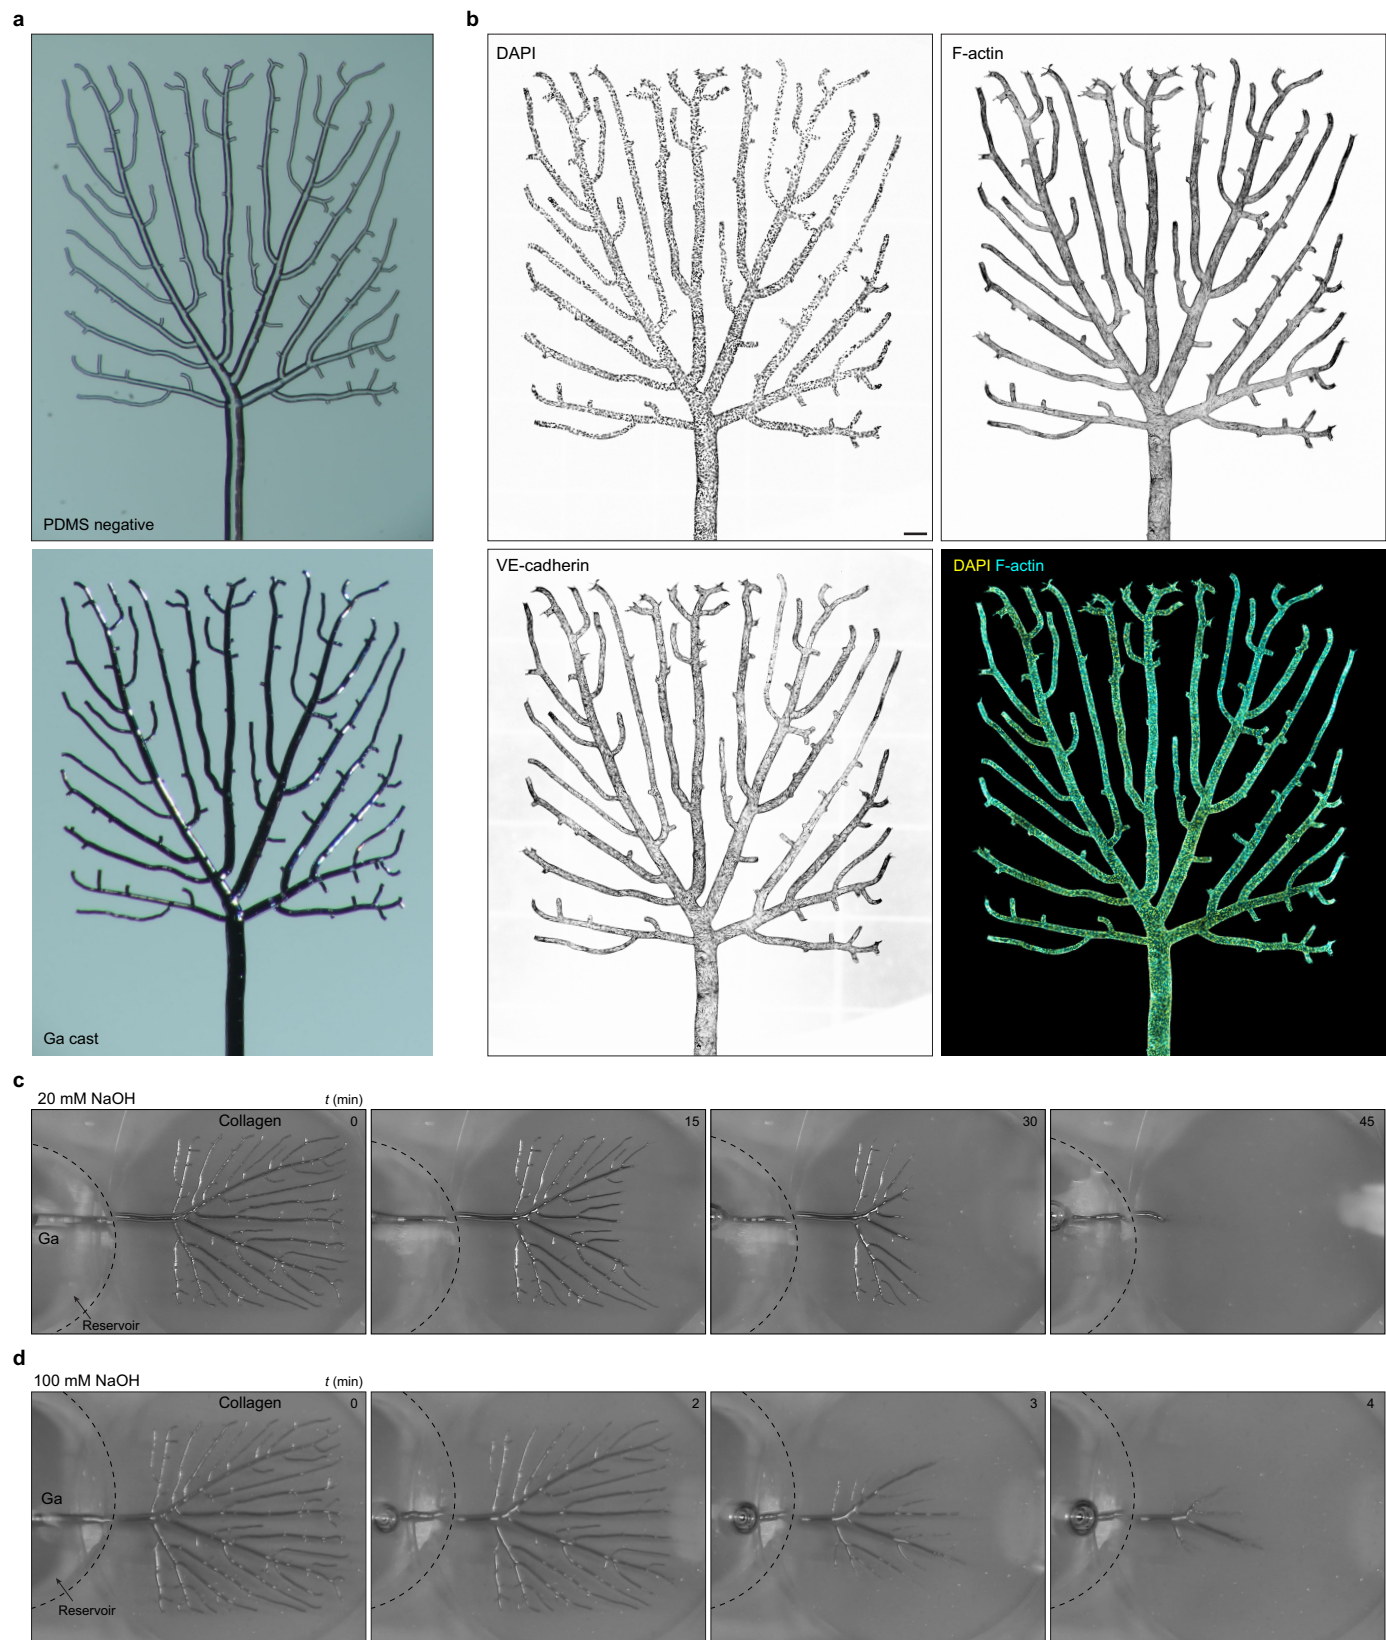 a
PDMS negative
Ga cast
b
DAPI
F-actin
VE-cadherin
DAPI F-actin
c
20 mM NaOH
t (min)
Collagen
0
15
30
45
Ga
Reservoir
d
100 mM NaOH
t (min)
Collagen
0
2
3
4
Ga
Reservoir